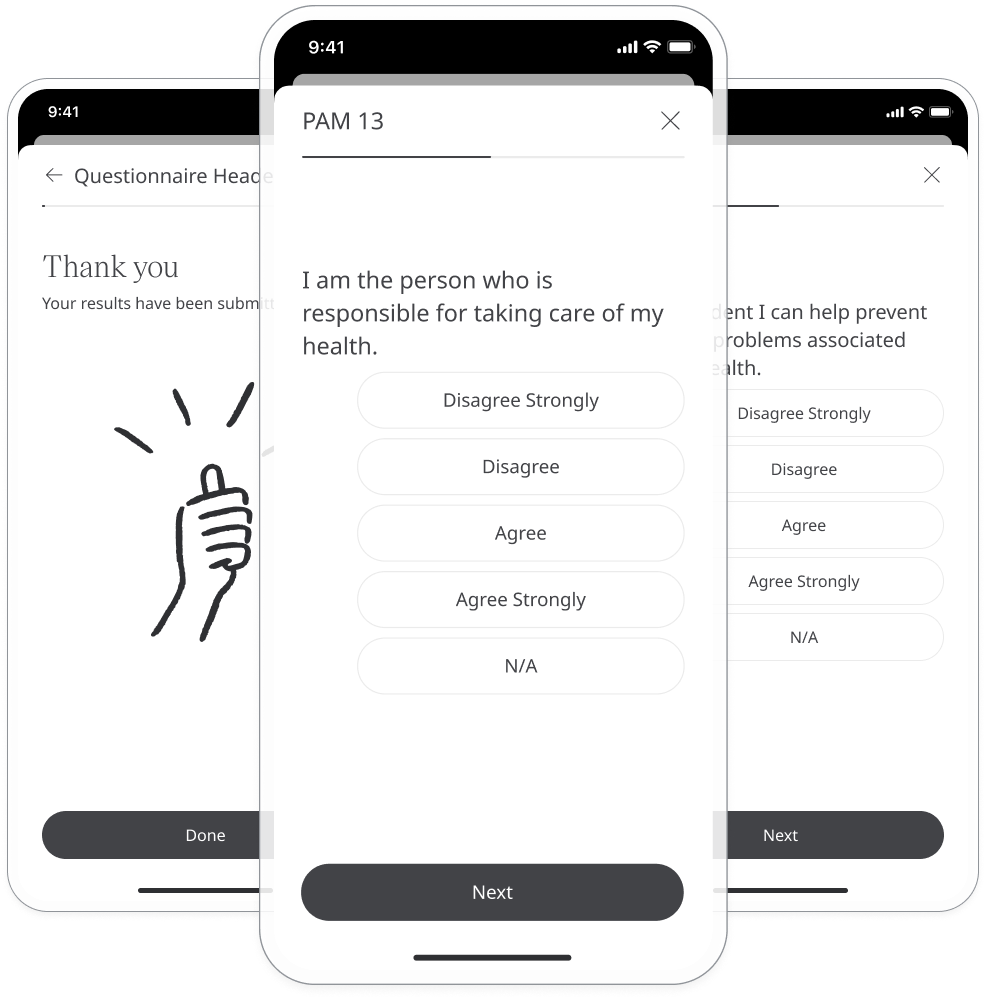 9:41
Questionnaire Heade
Thank you
Your results have been submitt
Done
9:41
PAM 13
I am the person who is
responsible for taking care of my
health.
Disagree Strongly
Disagree
Agree
Agree Strongly
N/A
Next
dent I can help prevent
problems associated
ealth.
Disagree Strongly
Disagree
Agree
Agree Strongly
N/A
Next